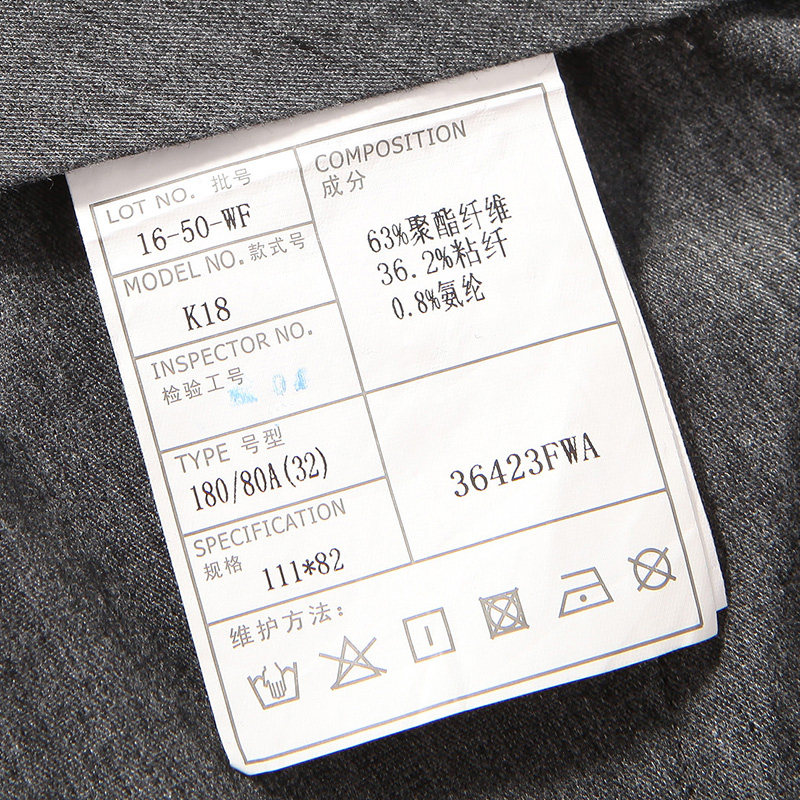 LOT NO. 批号
16-50-WF
MODEL NO. 款式号
K18
INSPECTOR NO.
检验工号
04
TYPE 号型
180/80A(32)
SPECIFICATION
规格
111*82
COMPOSITION
成分
63%聚酯纤维
36.2%粘纤
0.8%氨纶
36423FWA
维护方法: